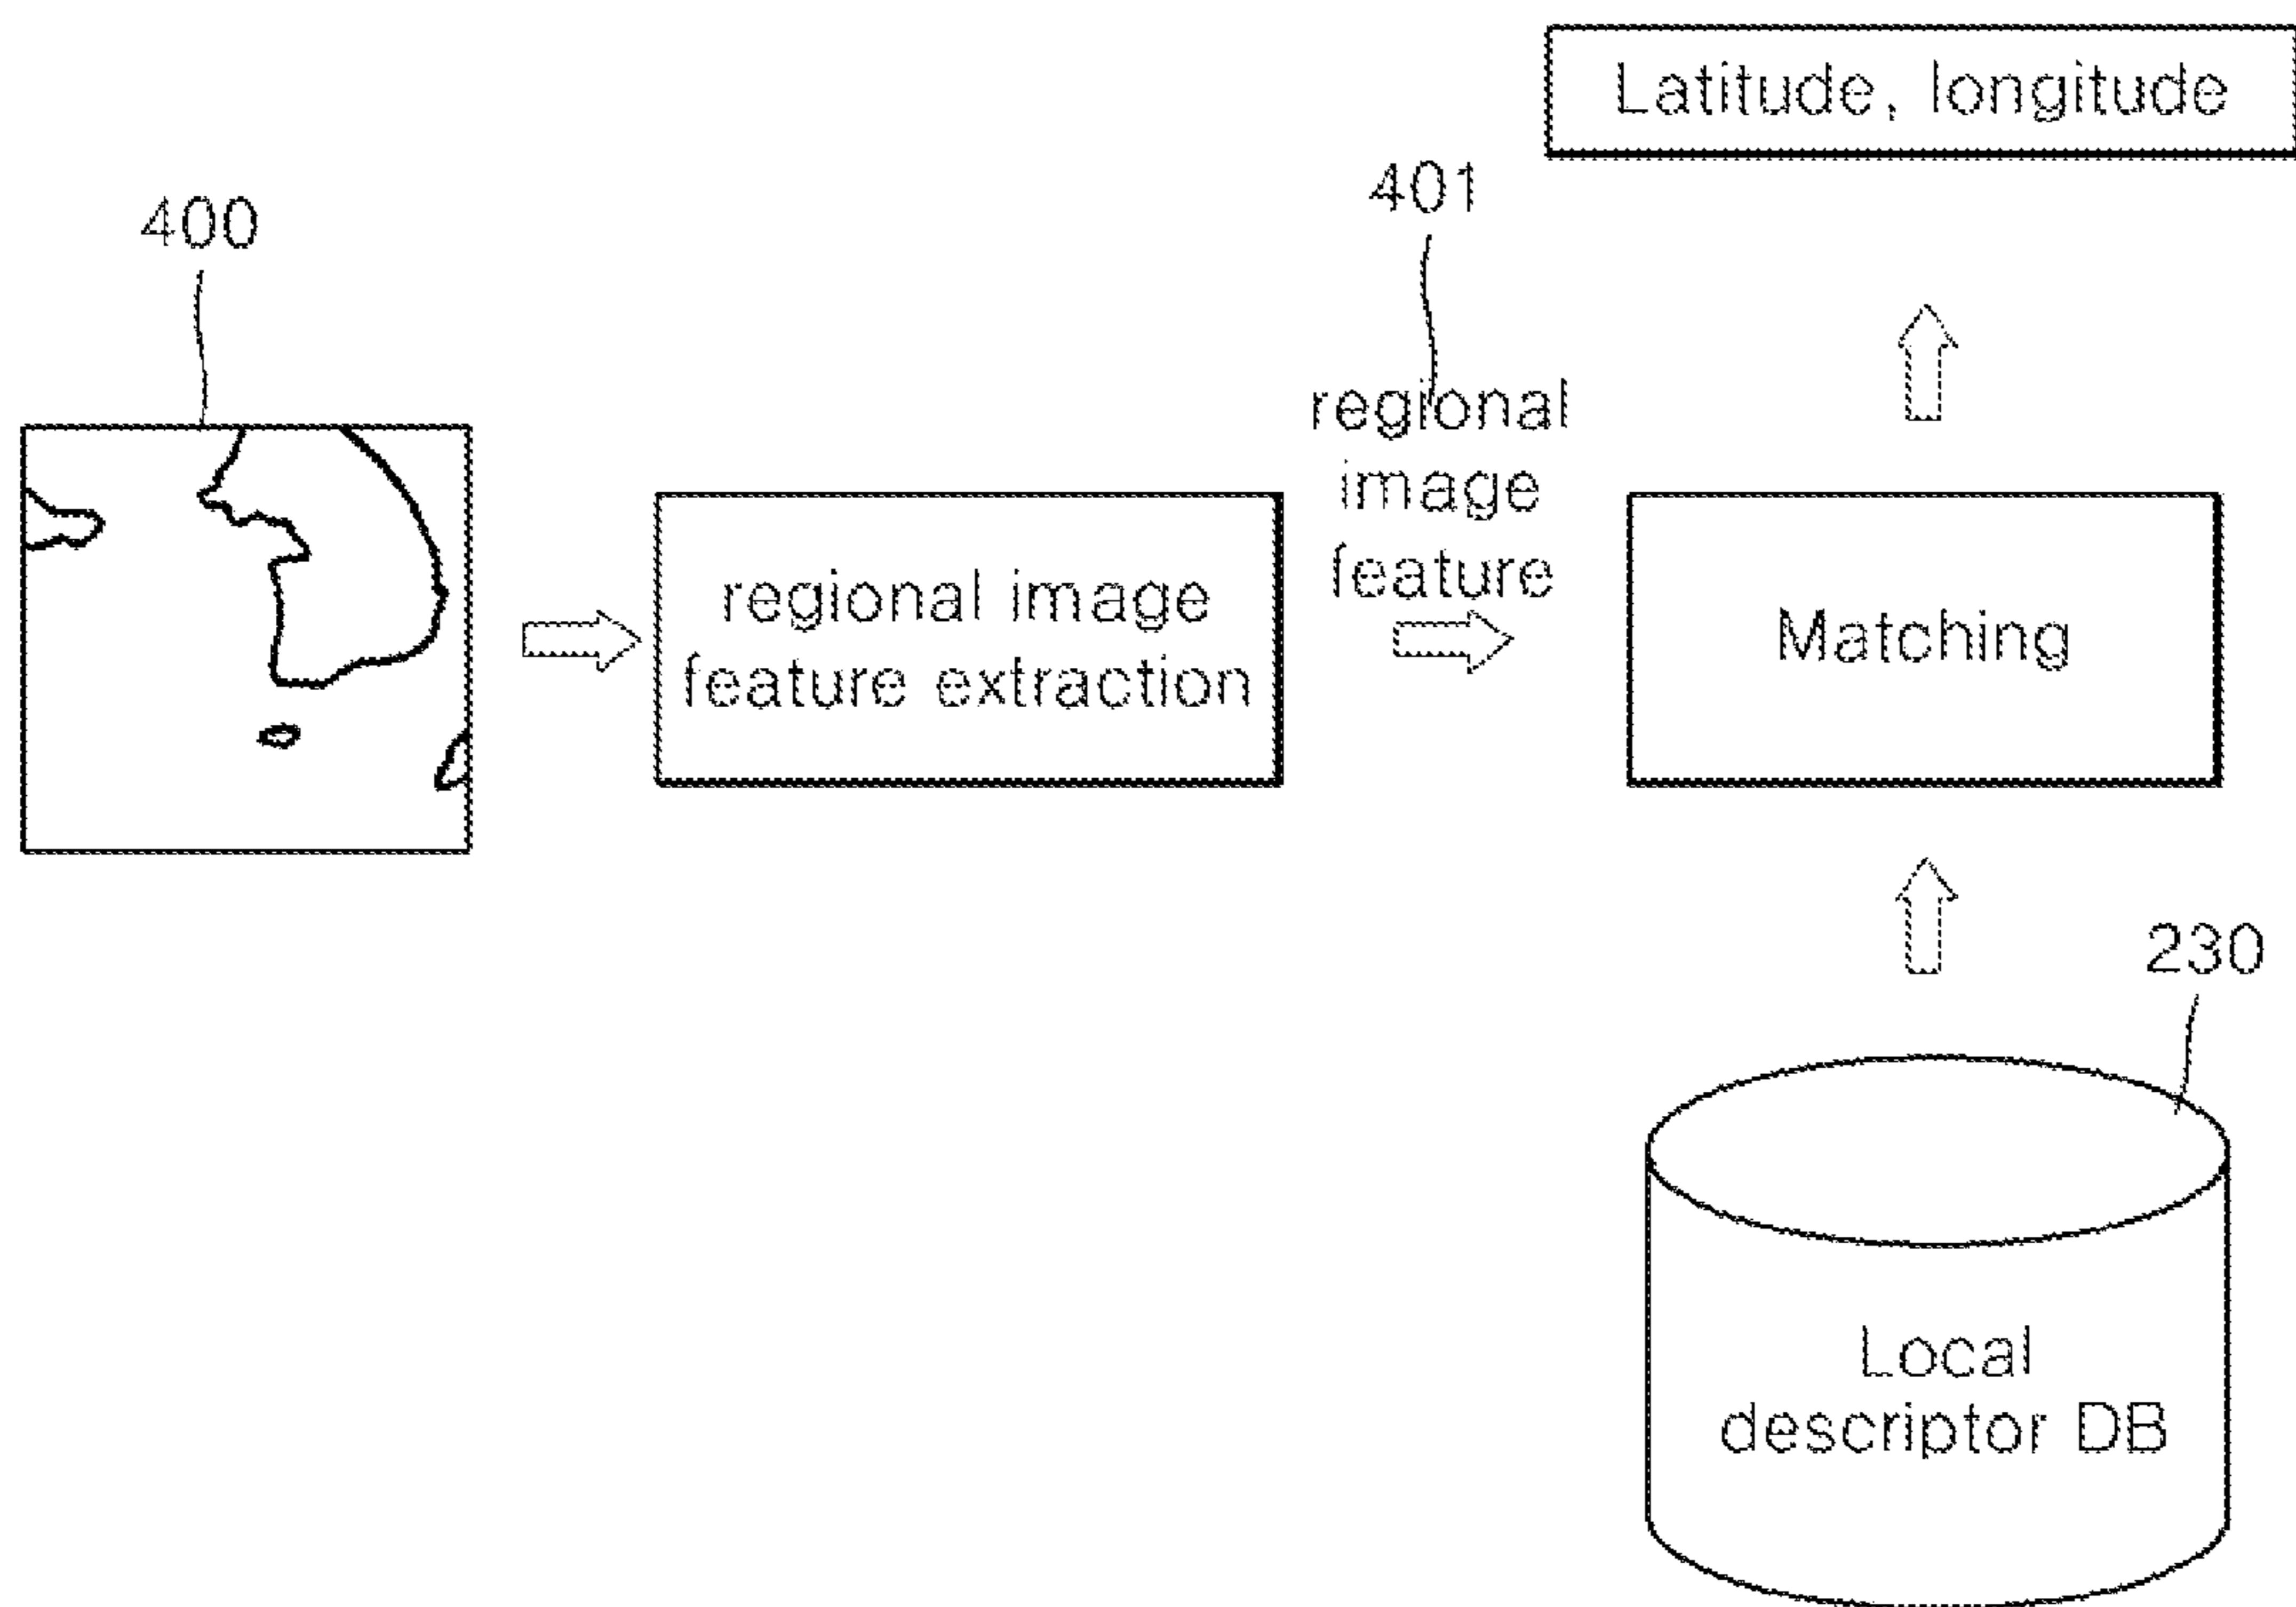 Latitude, longitude
401
400
regional
image
feature
regional image
feature extraction
Matching
230
Local
descriptor DB